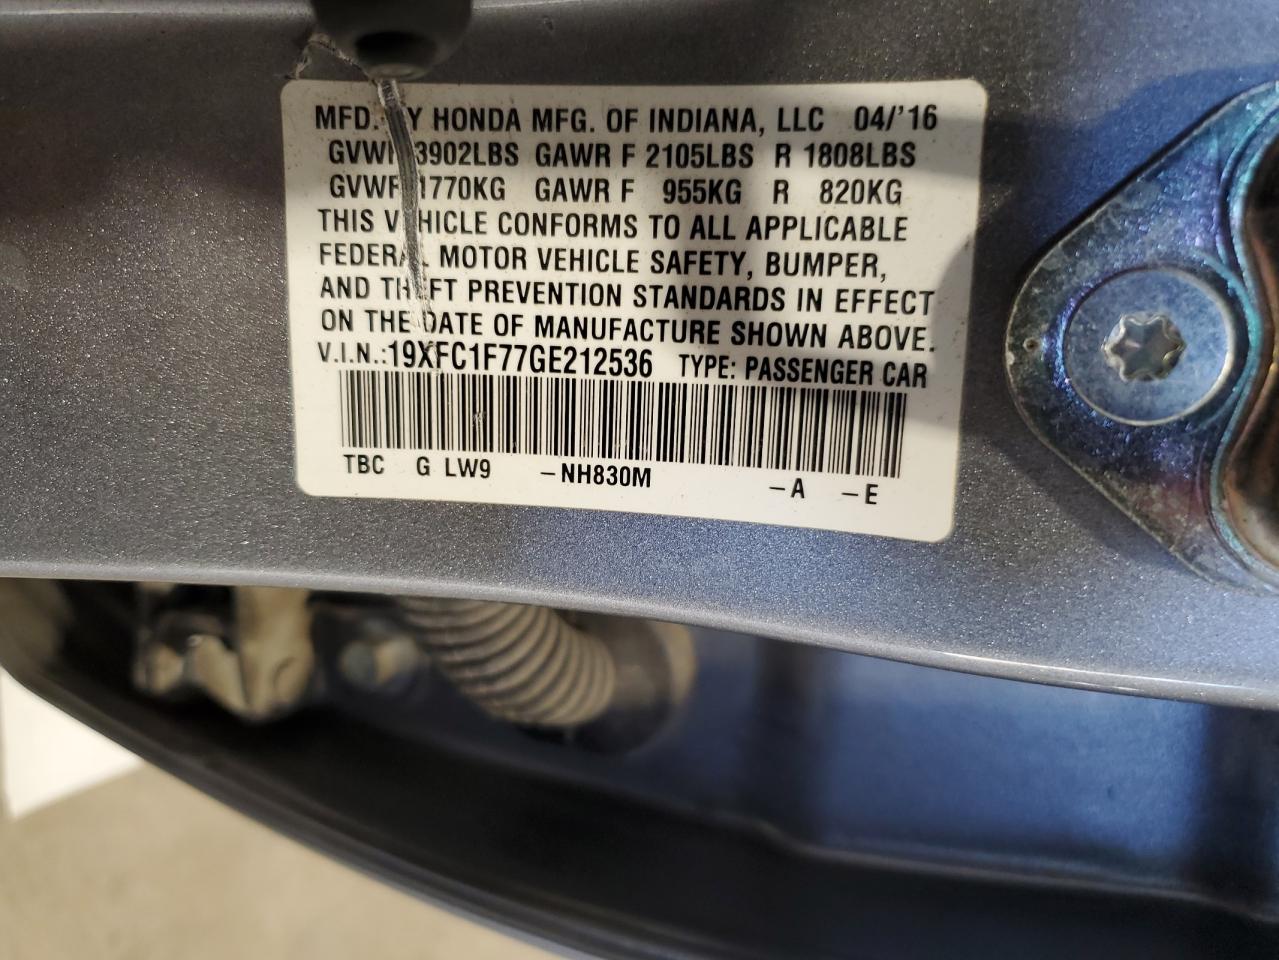 MFD. Y HONDA MFG. OF INDIANA, LLC 04/'16
GVW 3902LBS GAWR F 2105LBS R 1808LBS
GVWR 1770KG GAWR F 955KG R 820KG
THIS VEHICLE CONFORMS TO ALL APPLICABLE
FEDERAL MOTOR VEHICLE SAFETY, BUMPER,
AND THEFT PREVENTION STANDARDS IN EFFECT
ON THE DATE OF MANUFACTURE SHOWN ABOVE.
V.I.N.:19XFC1F77GE212536 TYPE: PASSENGER CAR
TBC G LW9 –NH830M –A –E